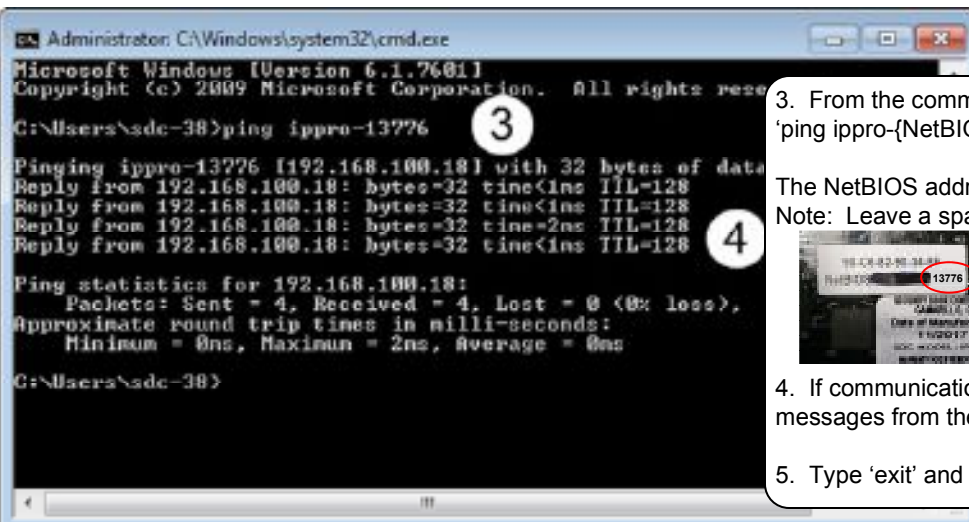 Administrator: C:\Windows\system32\cmd.exe
Microsoft Windows [Version 6.1.7601]
Copyright (c) 2009 Microsoft Corporation. All rights rese
C:\Users\sdc-38>ping ippro-13776
3
Pinging ippro-13776 [192.168.100.18] with 32 bytes of data
Reply from 192.168.100.18: bytes=32 time<1ms TTL=128
Reply from 192.168.100.18: bytes=32 time<1ms TTL=128
Reply from 192.168.100.18: bytes=32 time=2ms TTL=128
Reply from 192.168.100.18: bytes=32 time<1ms TTL=128
4
Ping statistics for 192.168.100.18:
Packets: Sent = 4, Received = 4, Lost = 0 (0% loss),
Approximate round trip times in milli-seconds:
Minimum = 0ms, Maximum = 2ms, Average = 0ms
C:\Users\sdc-38>
3. From the comm
'ping ippro-{NetBIO
The NetBIOS addr
Note: Leave a spa
13776
Date of Manufac
4. If communicatio
messages from the
5. Type 'exit' and